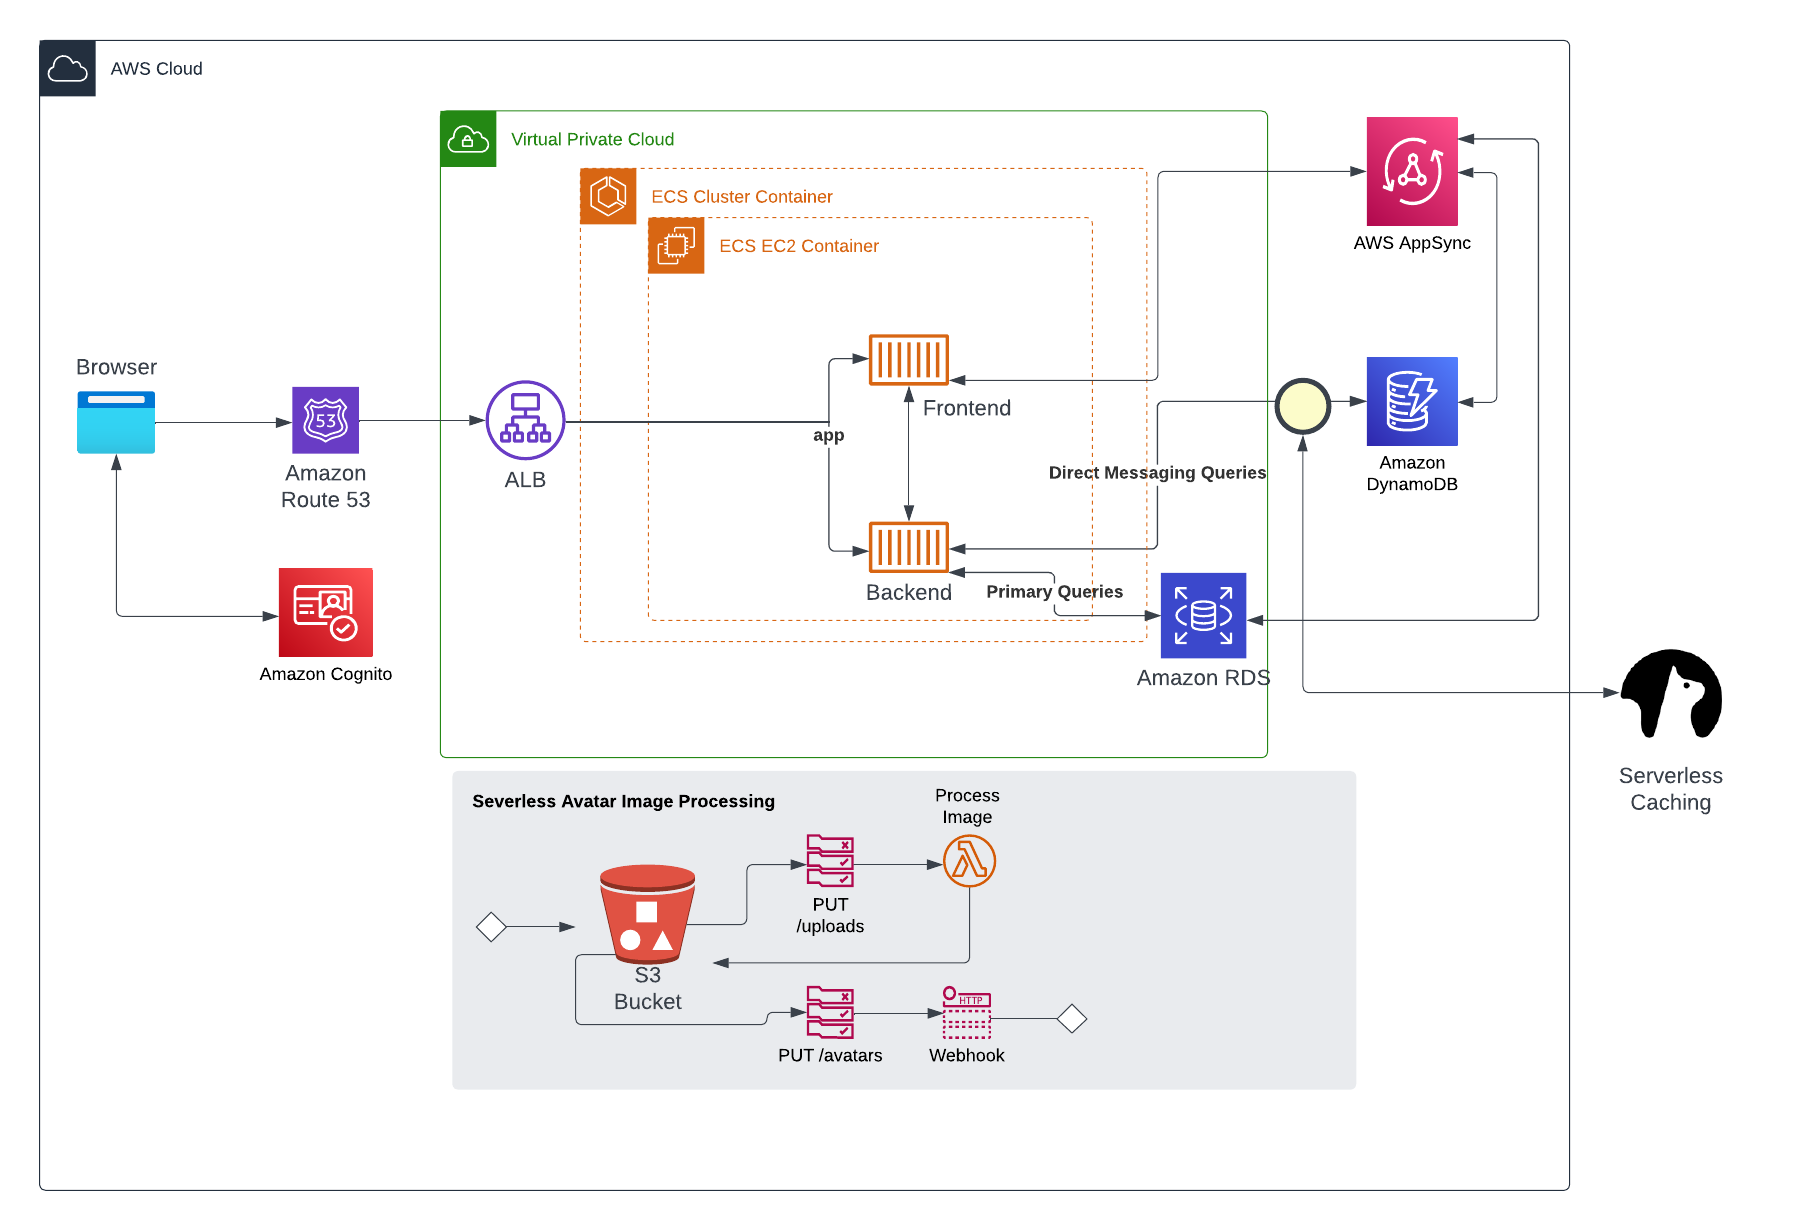 AWS Cloud
Virtual Private Cloud
ECS Cluster Container
ECS EC2 Container
AWS AppSync
Browser
Frontend
53
app
Amazon
Route 53
ALB
Direct Messaging Queries
Amazon
DynamoDB
Backend
Primary Queries
Amazon Cognito
Amazon RDS
Serverless
Caching
Severless Avatar Image Processing
Process
Image
PUT
/uploads
S3
Bucket
HTTP
PUT /avatars
Webhook